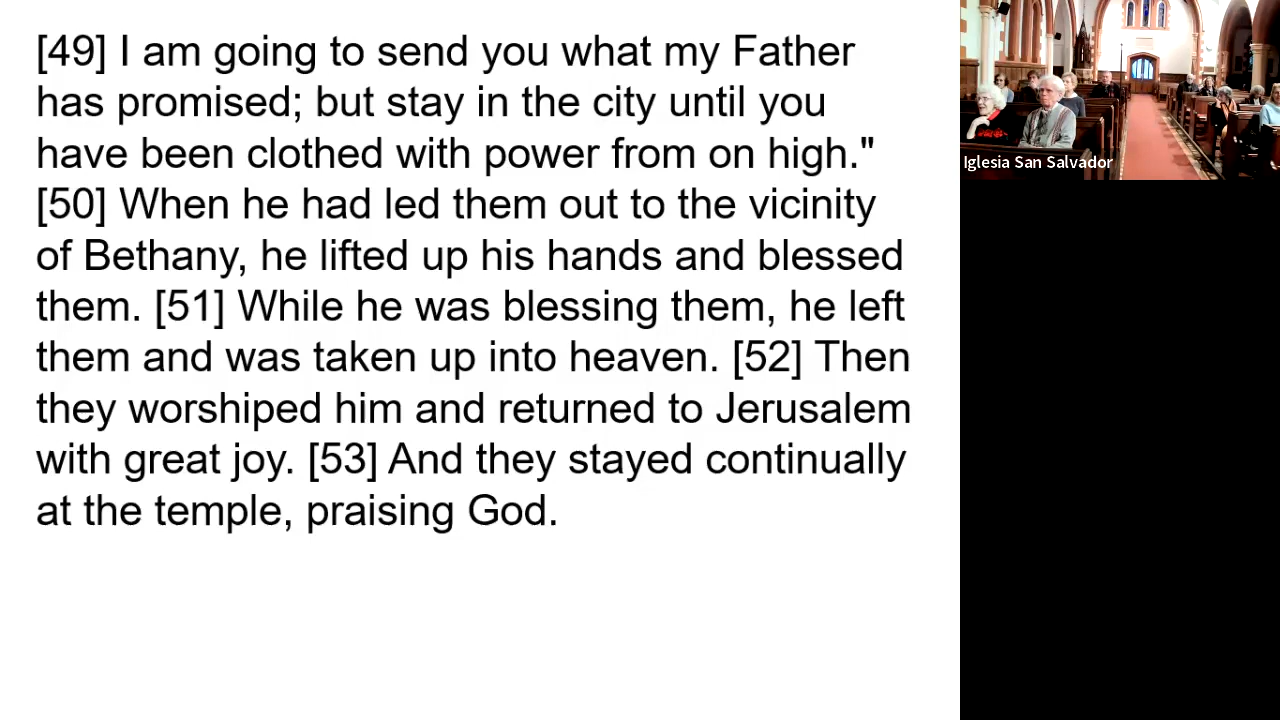 [49] I am going to send you what my Father
has promised; but stay in the city until you
have been clothed with power from on high."
[50] When he had led them out to the vicinity
of Bethany, he lifted up his hands and blessed
them. [51] While he was blessing them, he left
them and was taken up into heaven. [52] Then
they worshiped him and returned to Jerusalem
with great joy. [53] And they stayed continually
at the temple, praising God.
Iglesia San Salvador